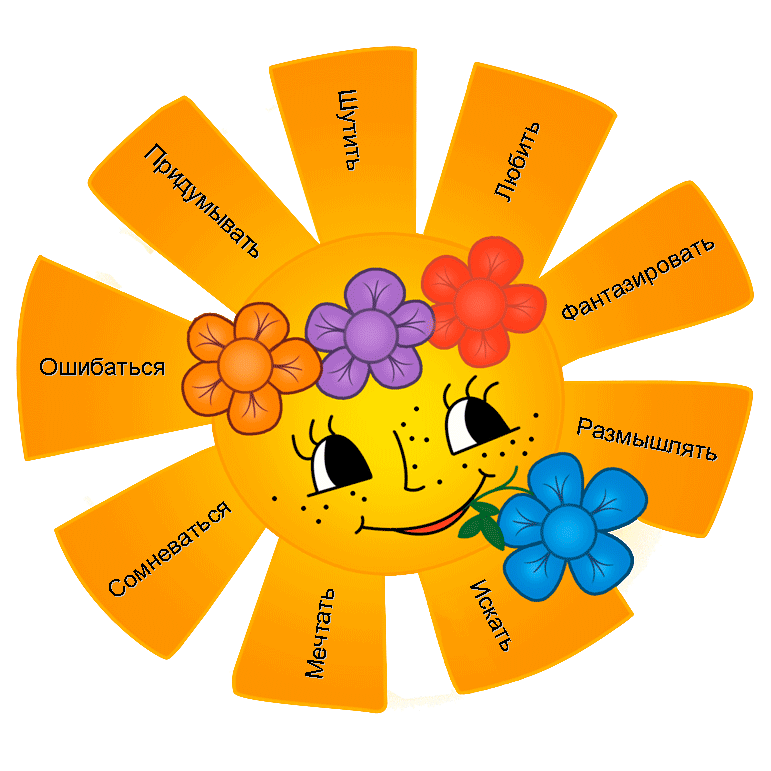 Шутить
Любить
Фантазировать
Размышлять
Искать
Мечтать
Сомневаться
Ошибаться
Придумывать